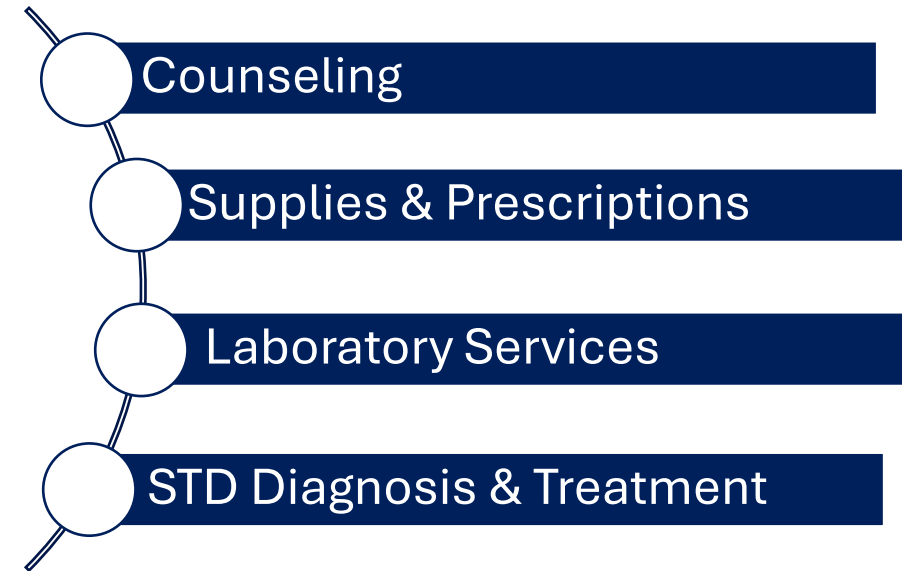 Counseling
Supplies & Prescriptions
Laboratory Services
STD Diagnosis & Treatment